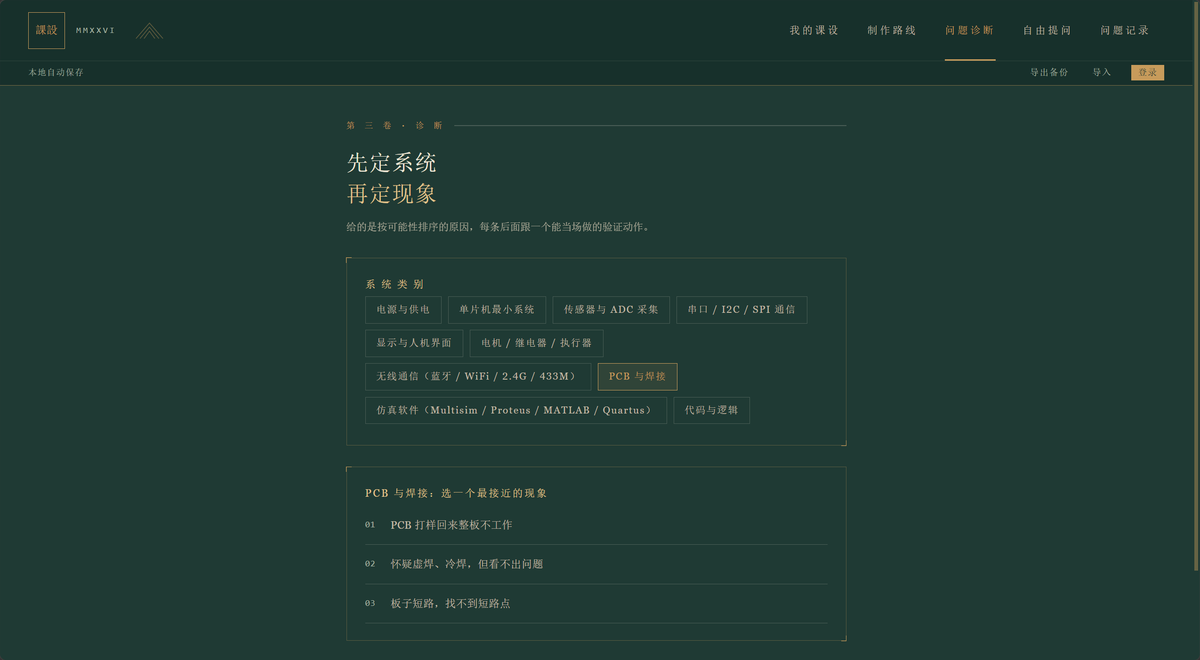 課設
MMXXVI
我的课设
制作路线
问题诊断
自由提问
问题记录
本地自动保存
导出备份
导入
登录
第三卷·诊断
先定系统
再定现象
给的是按可能性排序的原因，每条后面跟一个能当场做的验证动作。
系统类别
电源与供电
单片机最小系统
传感器与 ADC 采集
串口 / I2C / SPI 通信
显示与人机界面
电机 / 继电器 / 执行器
无线通信（蓝牙 / WiFi / 2.4G / 433M）
PCB 与焊接
仿真软件（Multisim / Proteus / MATLAB / Quartus）
代码与逻辑
PCB 与焊接：选一个最接近的现象
01 PCB 打样回来整板不工作
02 怀疑虚焊、冷焊，但看不出问题
03 板子短路，找不到短路点